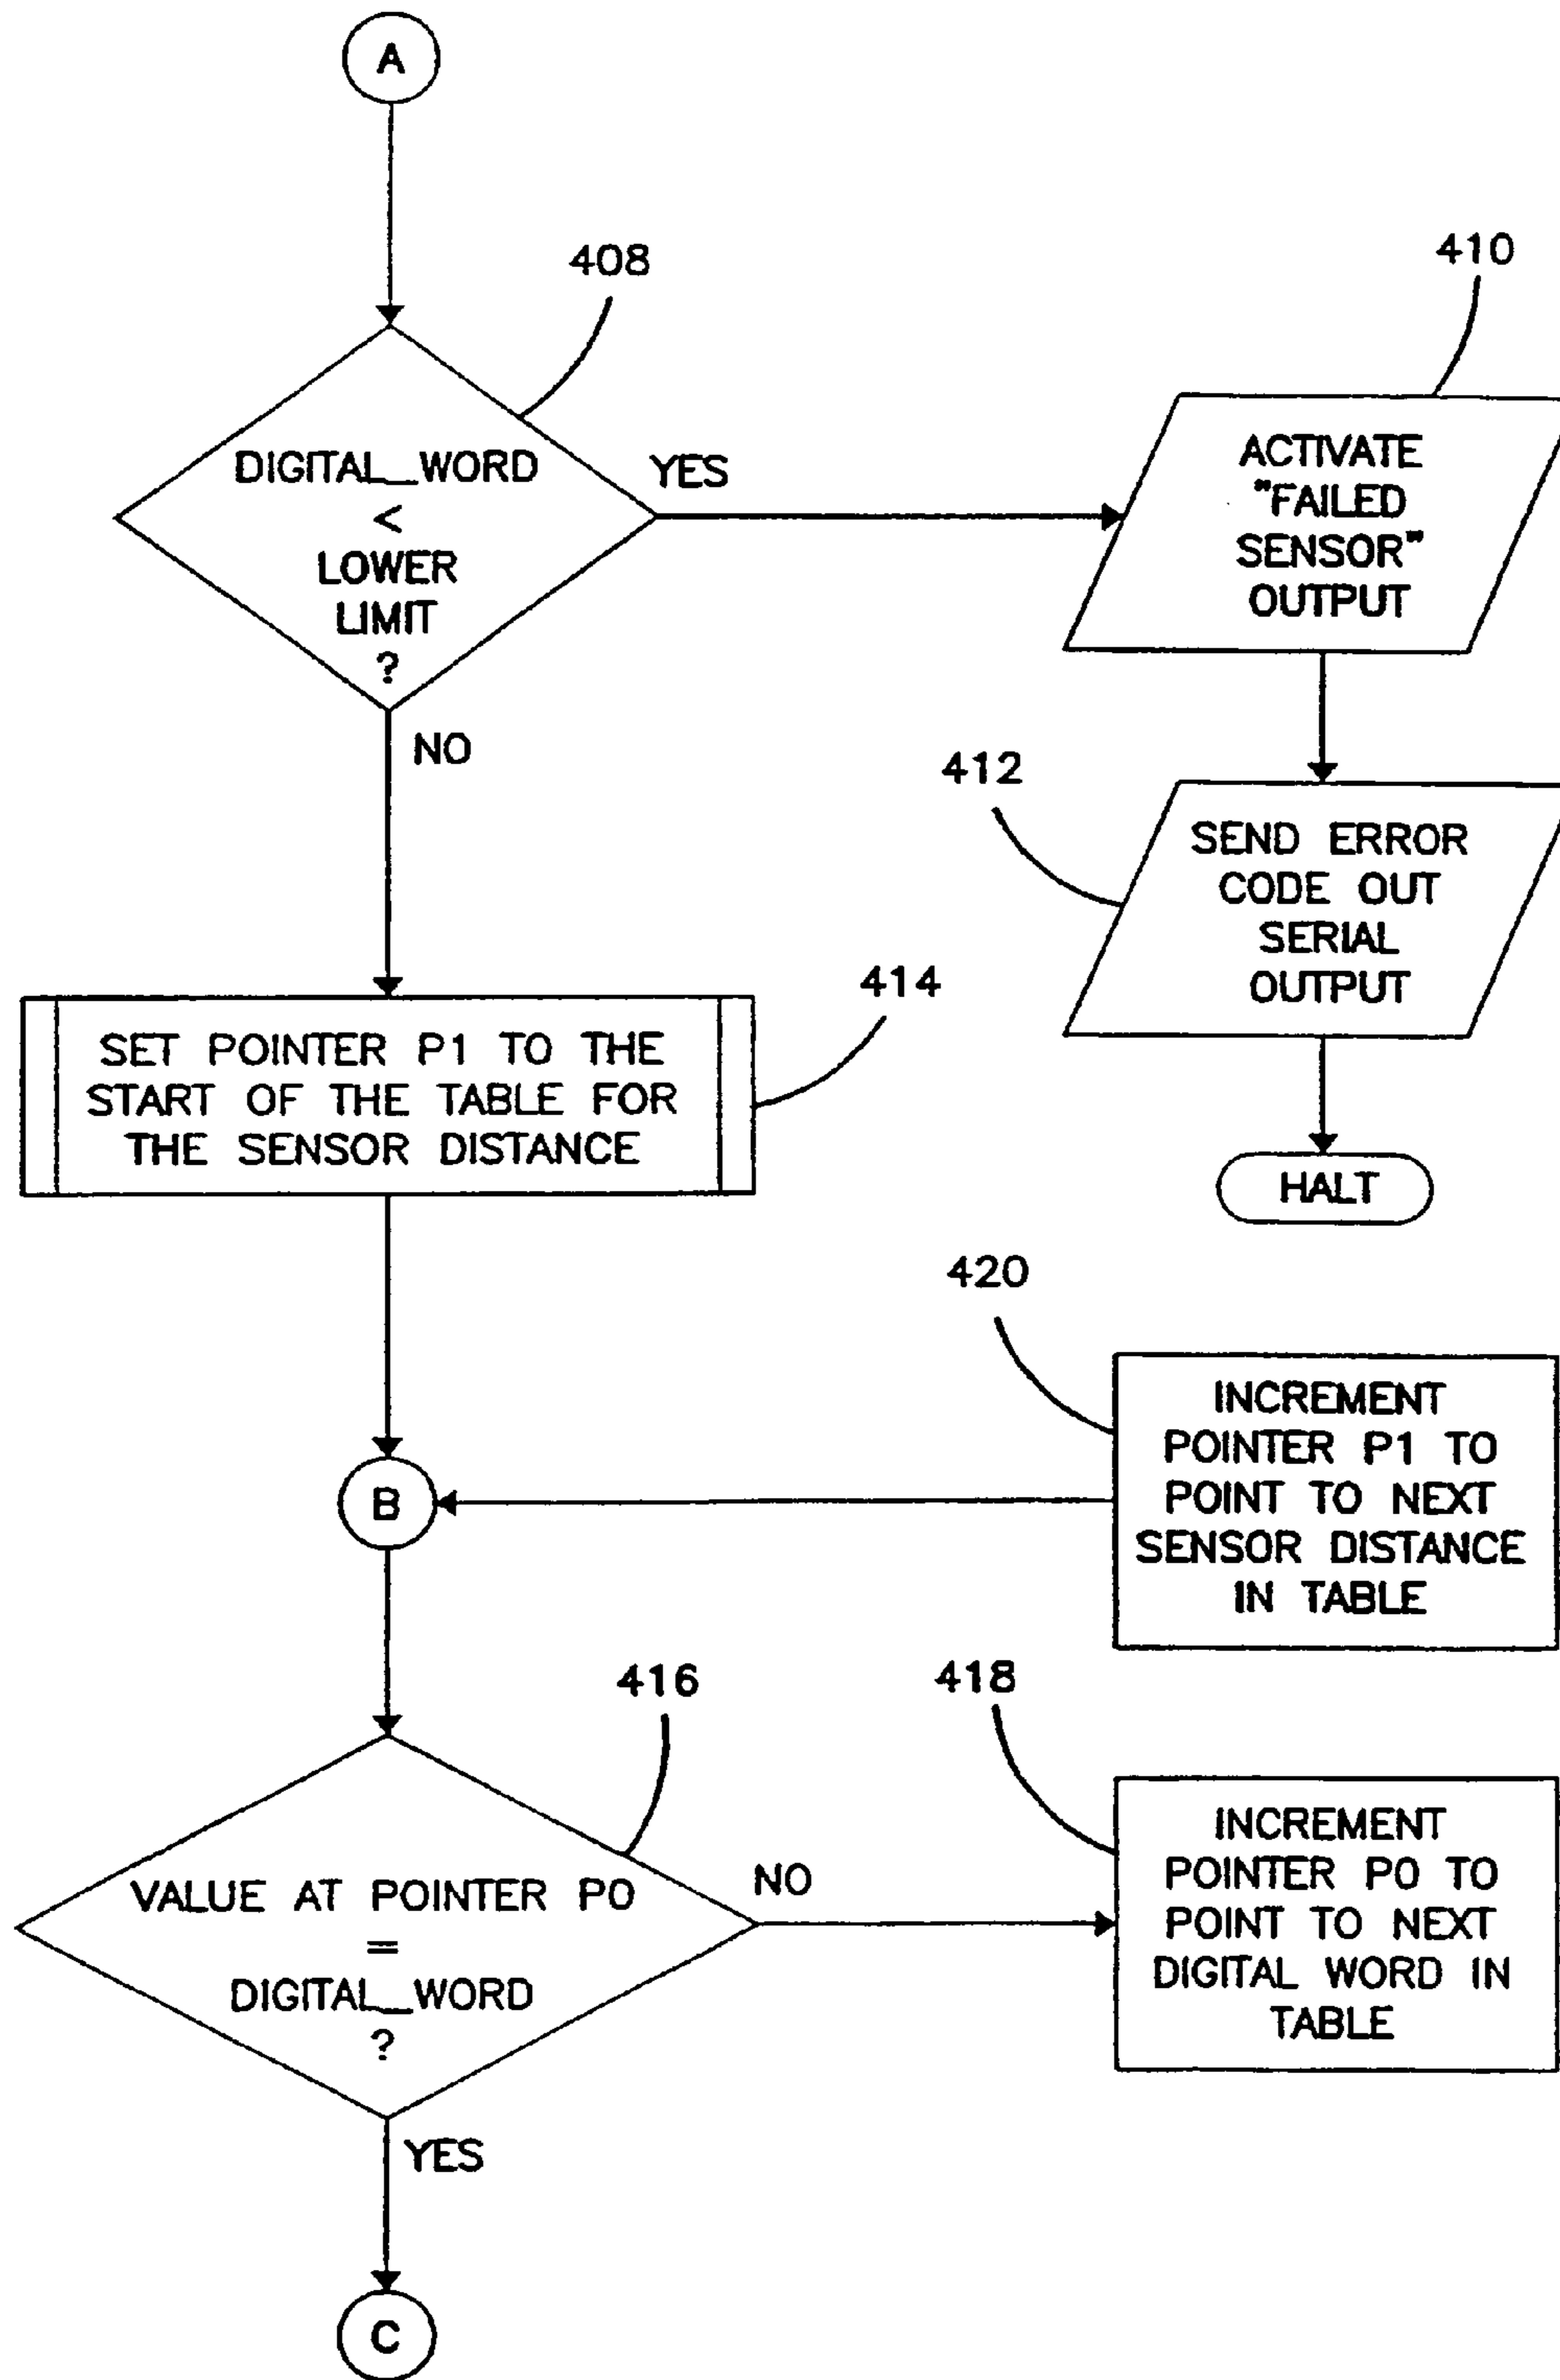 A
408
410
DIGITAL_WORD
<
LOWER
LIMIT
?
YES
NO
ACTIVATE
"FAILED
SENSOR"
OUTPUT
412
SEND ERROR
CODE OUT
SERIAL
OUTPUT
414
SET POINTER P1 TO THE
START OF THE TABLE FOR
THE SENSOR DISTANCE
HALT
420
INCREMENT
POINTER P1 TO
POINT TO NEXT
SENSOR DISTANCE
IN TABLE
B
416
418
VALUE AT POINTER P0
=
DIGITAL_WORD
?
NO
INCREMENT
POINTER P0 TO
POINT TO NEXT
DIGITAL WORD IN
TABLE
YES
C